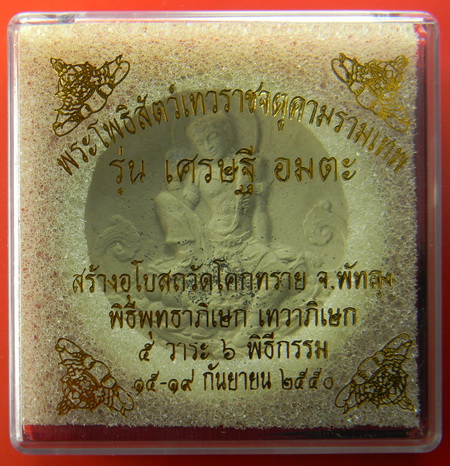 พระโพธิสัตว์เทวราชจตุคามรามเทพ
รุ่น เศรษฐี อมตะ
สร้างอุโบสถวัดโคกทราย จ.พัทลุง
พิธีพุทธาภิเษก เทวาภิเษก
๕ วาระ ๖ พิธีกรรม
๑๕-๑๙ กันยายน ๒๕๕๐